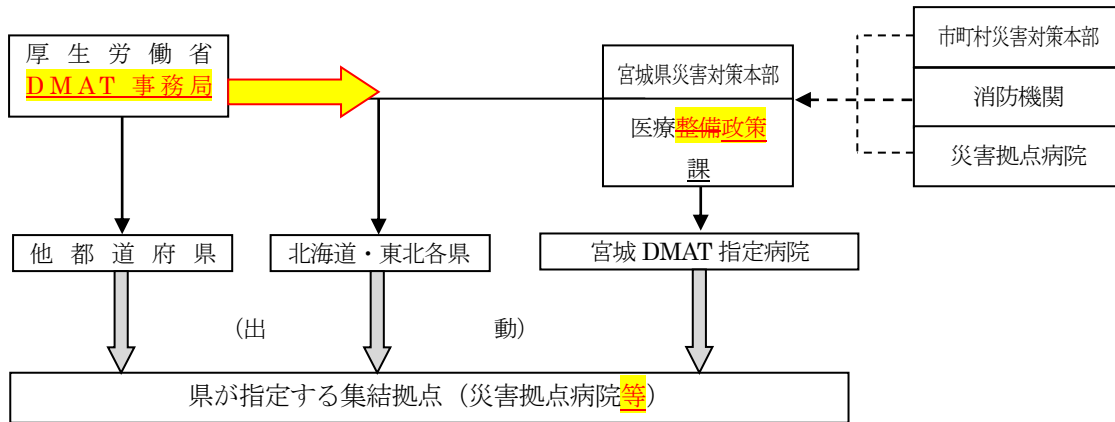 厚生労働省
DMAT 事務局
宮城県災害対策本部
医療整備政策
課
市町村災害対策本部
消防機関
災害拠点病院
他都道府県
北海道・東北各県
宮城 DMAT 指定病院
(出動)
県が指定する集結拠点（災害拠点病院等）